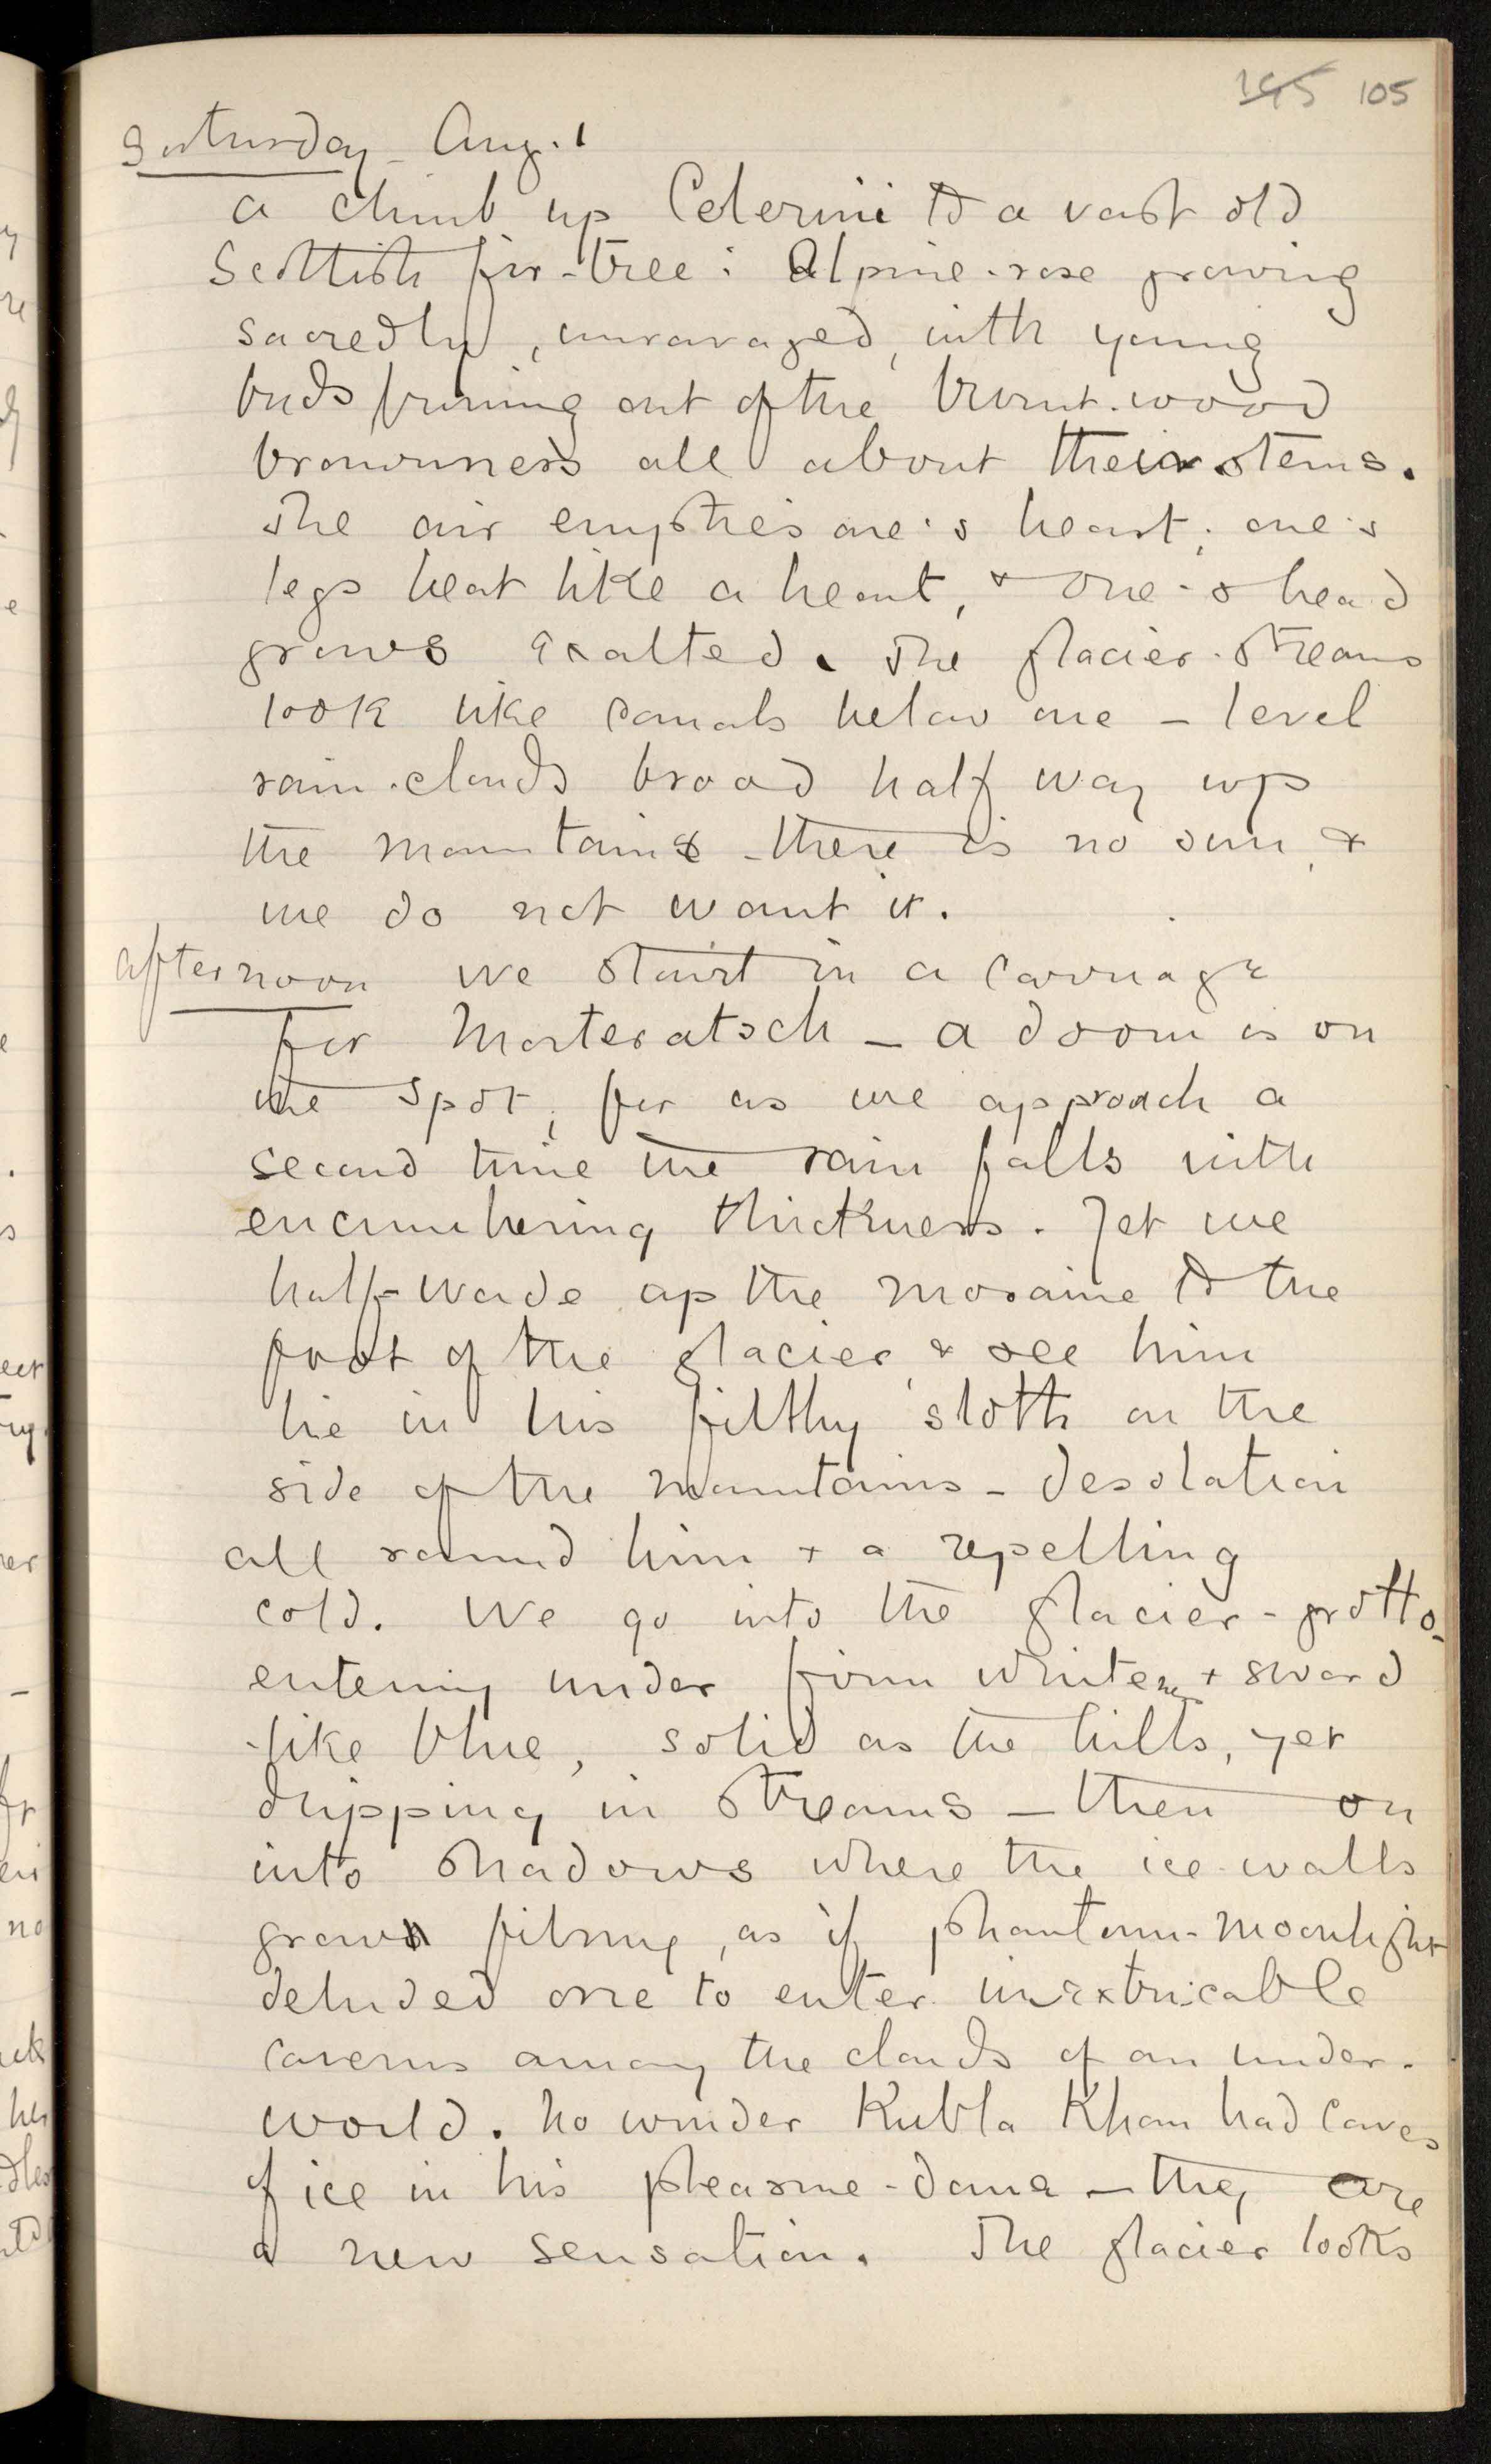 145 105
Saturday - Aug. 1
a climb up Celerini to a vast old
Scottish fir-tree: Alpine-rose growing
sacredly, unravaged, with young
buds burning out of the burnt-wood
brownness all about their stems.
The air empties one's heart; one's
legs beat like a heart, & one's head
grows exalted. The glacier-streams
look like canals below one – level
rain-clouds brood half way up
the mountains – there is no sun, &
we do not want it.
Afternoon we start in a carriage
for Morteratsch – a doom is on
the spot, for as we approach a
second time the rain falls with
encumbering thickness. Yet we
half-wade up the moraine to the
foot of the glacier, & see him
lie in his filthy sloth on the
side of the mountains – desolation
all round him & a repelling
cold. We go into the glacier-grotto –
entering under firm whiteness & sword
-like blue, solid as the hills, yet
dripping in streams – then on
into shadows where the ice-walls
grow filmy, as if phantom-moonlight
deluded one to enter inextricable
caverns among the clouds of an under-
world. No wonder Kubla Khan had caves
of ice in his pleasure-dome – they are
a new sensation. The glacier looks